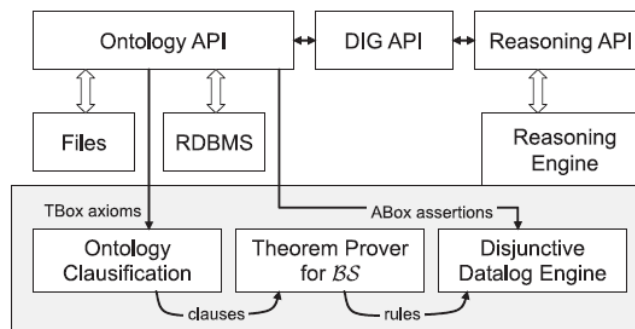 Ontology API
DIG API
Reasoning API
Files
RDBMS
Reasoning
Engine
TBox axioms
ABox assertions
Ontology
Clausification
Theorem Prover
for BS
Disjunctive
Datalog Engine
clauses
rules